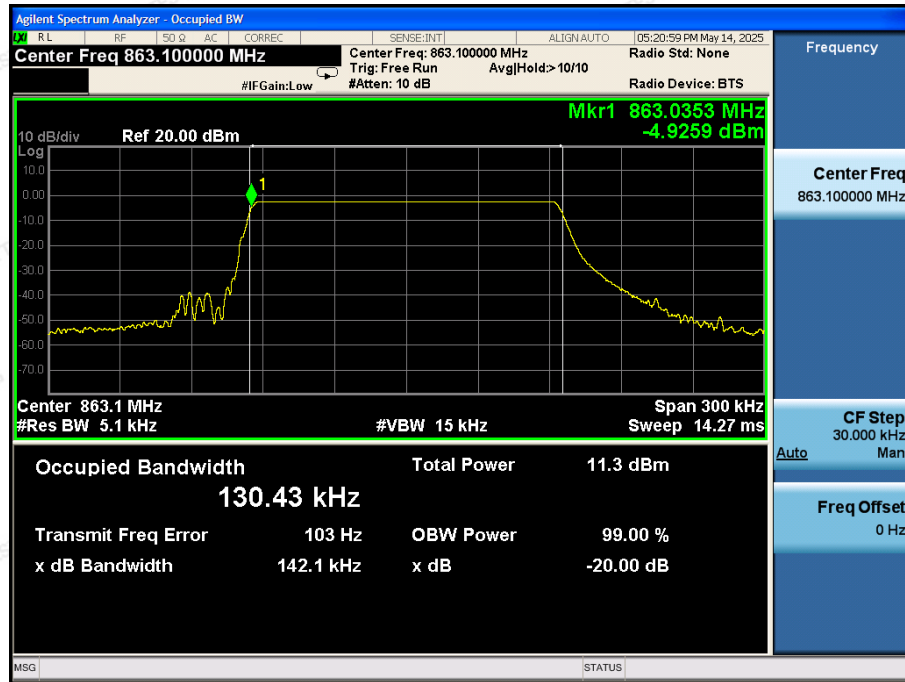 Agilent Spectrum Analyzer - Occupied BW
LXI RL RF 50 Ω AC CORREC SENSE:INT ALIGNAUTO 05:20:59 PM May 14, 2025
Center Freq 863.100000 MHz
Center Freq: 863.100000 MHz Radio Std: None
Trig: Free Run Avg|Hold:>10/10
#IFGain:Low #Atten: 10 dB Radio Device: BTS
Mkr1 863.0353 MHz
-4.9259 dBm
10 dB/div Ref 20.00 dBm
Log
1
10.0
0.00
-10.0
-20.0
-30.0
-40.0
-50.0
-60.0
-70.0
Center 863.1 MHz Span 300 kHz
#Res BW 5.1 kHz #VBW 15 kHz Sweep 14.27 ms
Occupied Bandwidth Total Power 11.3 dBm
130.43 kHz
Transmit Freq Error 103 Hz OBW Power 99.00 %
x dB Bandwidth 142.1 kHz x dB -20.00 dB
MSG STATUS
Frequency
Center Freq
863.100000 MHz
CF Step
30.000 kHz
Auto Man
Freq Offset
0 Hz